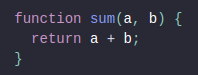 function sum(a, b) {
  return a + b;
}